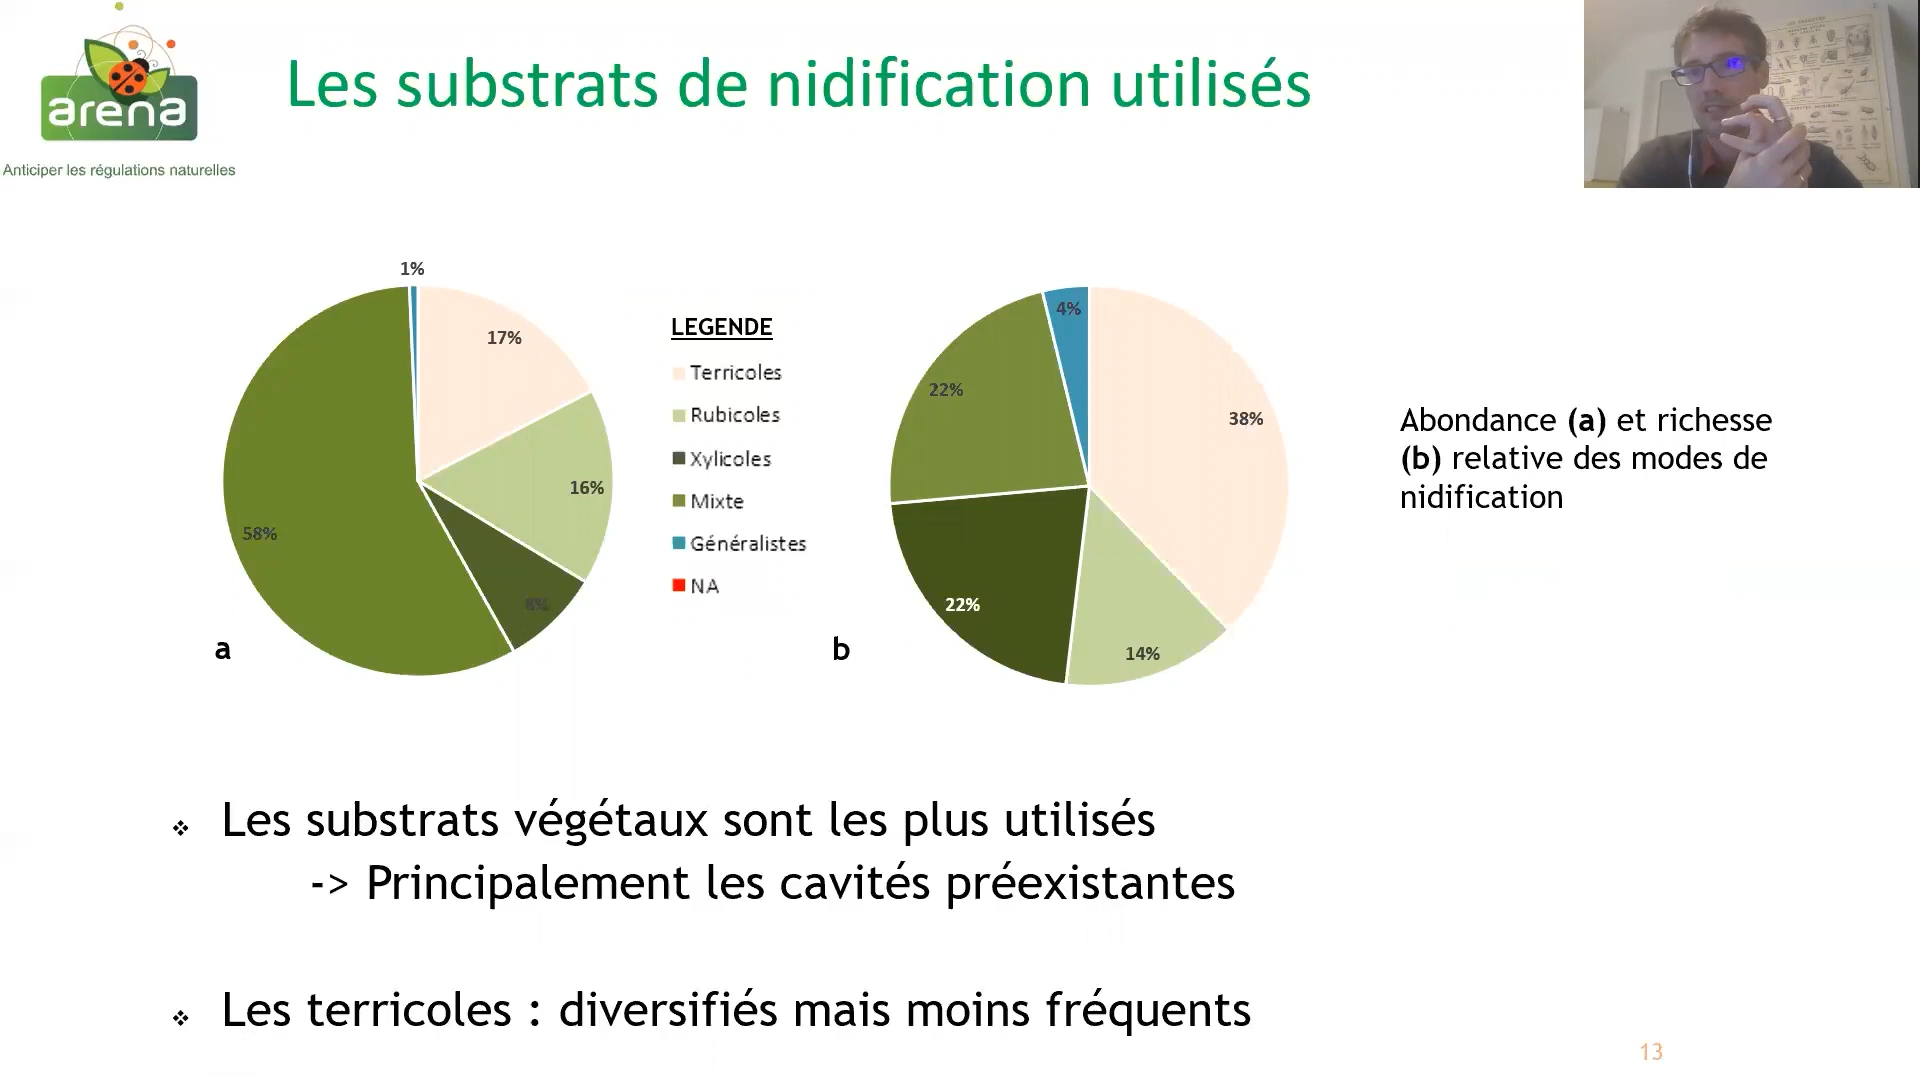 arena
Anticiper les régulations naturelles
Les substrats de nidification utilisés
1%
17%
16%
8%
58%
a
LEGENDE
Terricoles
Rubicoles
Xylicoles
Mixte
Généralistes
NA
4%
38%
22%
22%
14%
b
Abondance (a) et richesse
(b) relative des modes de
nidification
❖ Les substrats végétaux sont les plus utilisés
-> Principalement les cavités préexistantes
❖ Les terricoles : diversifiés mais moins fréquents
13